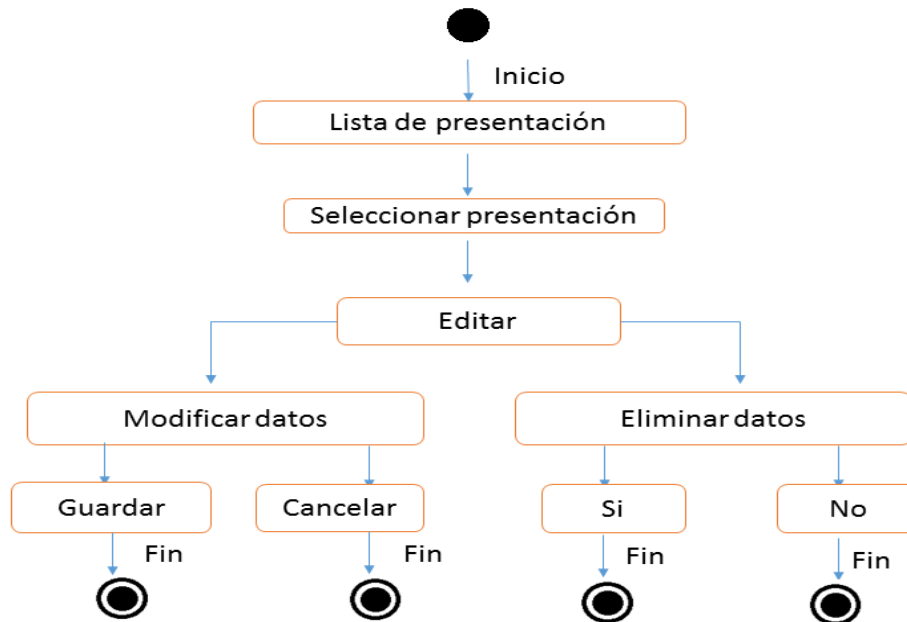 Inicio
Lista de presentación
Seleccionar presentación
Editar
Modificar datos
Eliminar datos
Guardar
Cancelar
Si
No
Fin
Fin
Fin
Fin